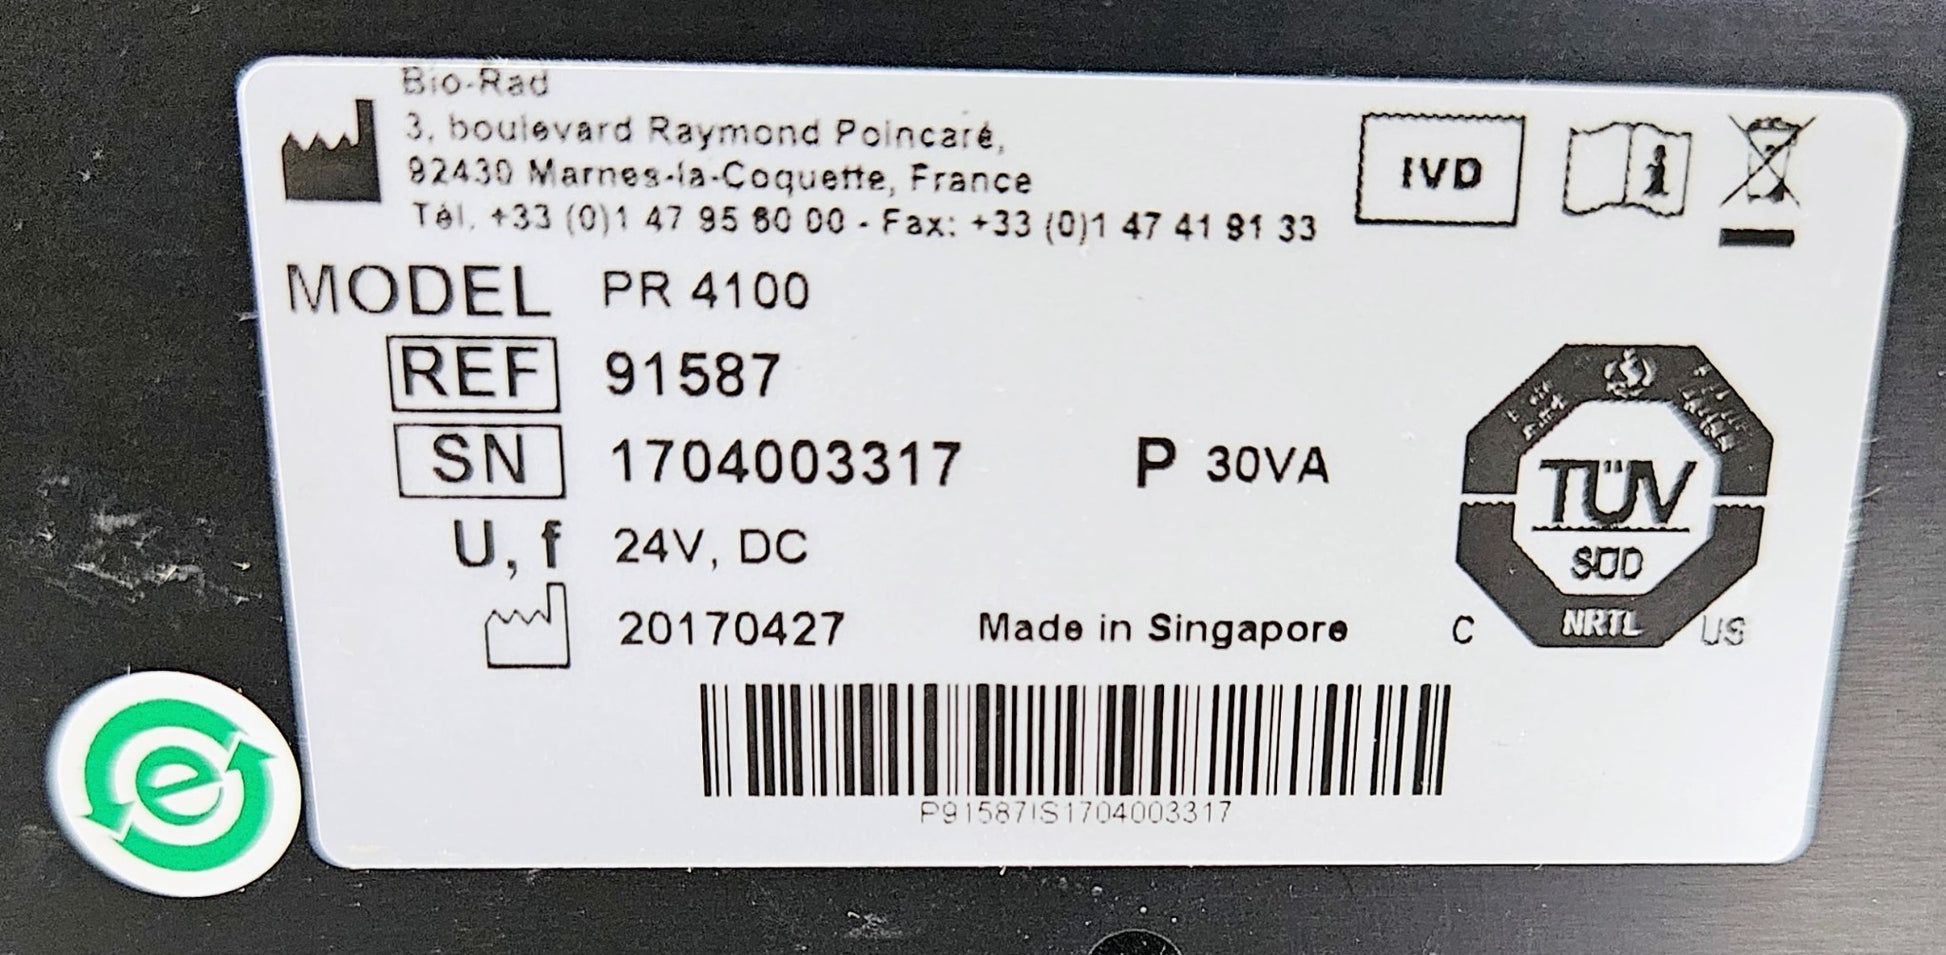 Bio-Rad
3, boulevard Raymond Poincaré,
92430 Marnes-la-Coquette, France
Tél. +33 (0)1 47 95 60 00 - Fax: +33 (0)1 47 41 91 33
IVD
MODEL PR 4100
REF 91587
SN 1704003317 P 30VA
U, f 24V, DC
20170427 Made in Singapore
TÜV
SÜD
C NRTL US
P91587IS1704003317
e